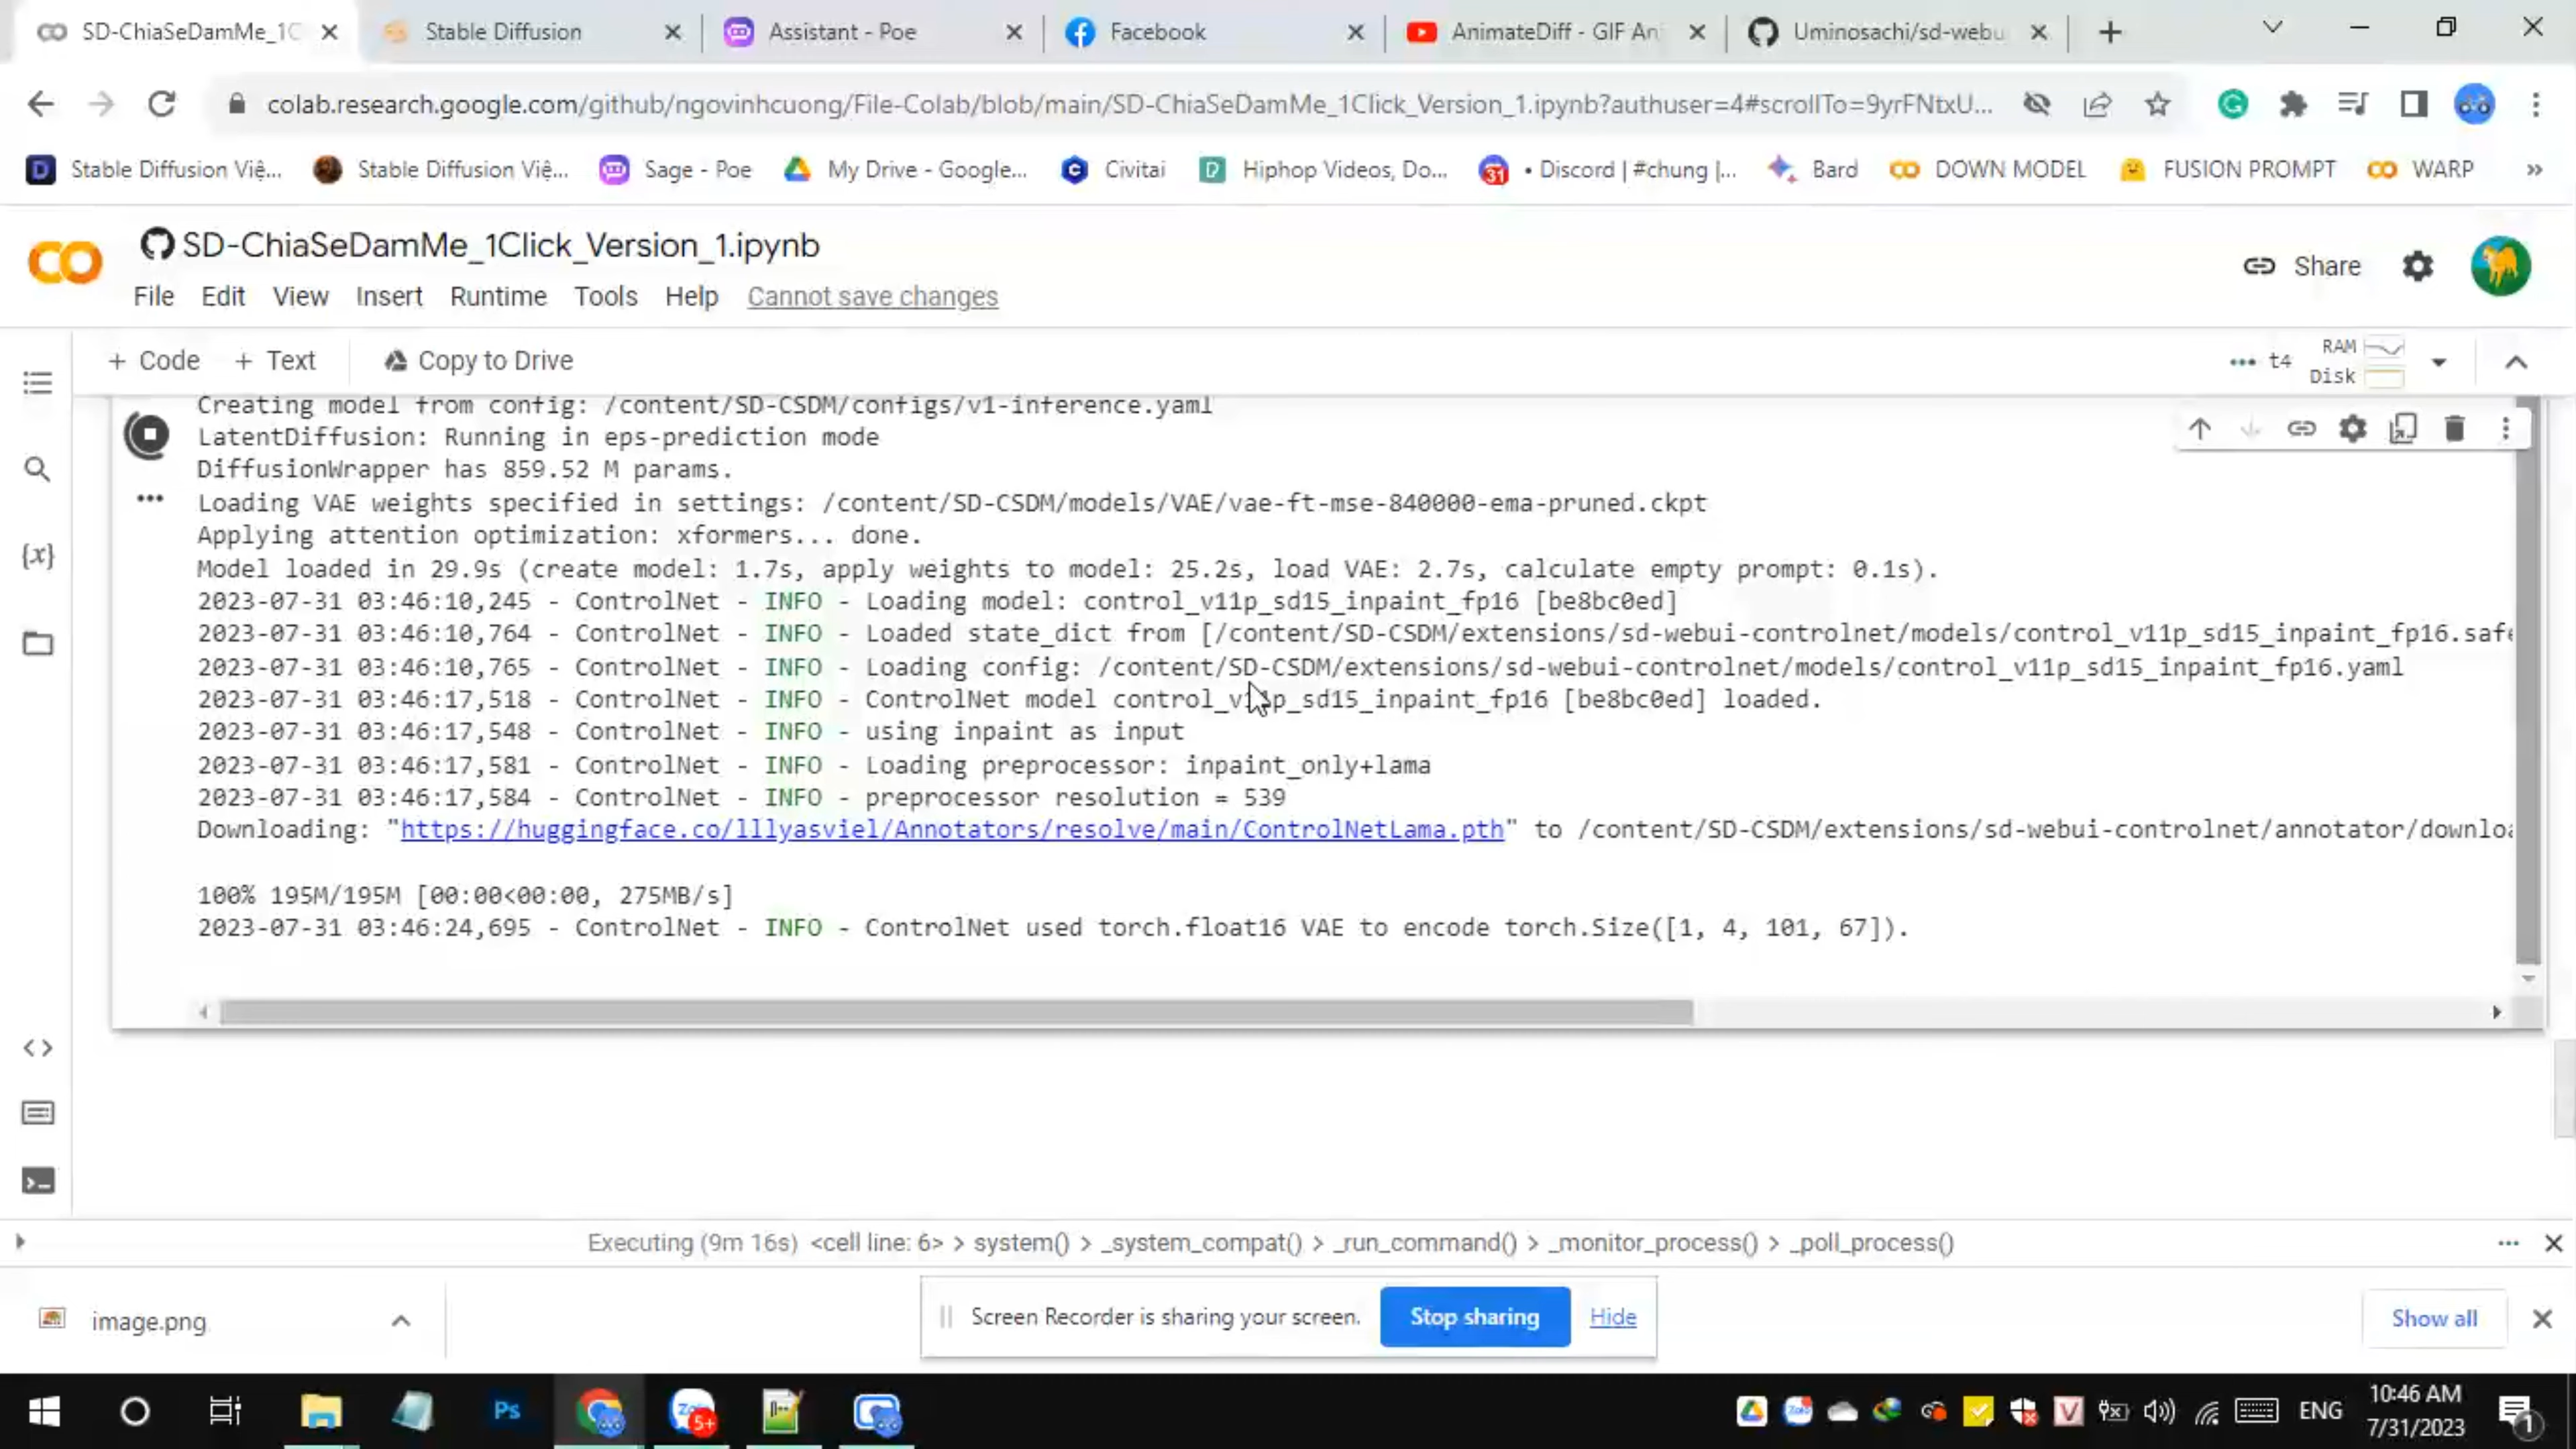 SD-ChiaSeDamMe_1C
Stable Diffusion
Assistant - Poe
Facebook
AnimateDiff - GIF An
Uminosachi/sd-webu
colab.research.google.com/github/ngovinhcuong/File-Colab/blob/main/SD-ChiaSeDamMe_1Click_Version_1.ipynb?authuser=4#scrollTo=9yrFNtxU...
Stable Diffusion Việ...
Stable Diffusion Việ...
Sage - Poe
My Drive - Google...
Civitai
Hiphop Videos, Do...
31
• Discord | #chung |...
Bard
DOWN MODEL
FUSION PROMPT
WARP
»
SD-ChiaSeDamMe_1Click_Version_1.ipynb
File Edit View Insert Runtime Tools Help Cannot save changes
Share
+ Code + Text Copy to Drive
t4
RAM
Disk
Creating model from config: /content/SD-CSDM/configs/v1-inference.yaml
LatentDiffusion: Running in eps-prediction mode
DiffusionWrapper has 859.52 M params.
Loading VAE weights specified in settings: /content/SD-CSDM/models/VAE/vae-ft-mse-840000-ema-pruned.ckpt
Applying attention optimization: xformers... done.
Model loaded in 29.9s (create model: 1.7s, apply weights to model: 25.2s, load VAE: 2.7s, calculate empty prompt: 0.1s).
2023-07-31 03:46:10,245 - ControlNet - INFO - Loading model: control_v11p_sd15_inpaint_fp16 [be8bc0ed]
2023-07-31 03:46:10,764 - ControlNet - INFO - Loaded state_dict from [/content/SD-CSDM/extensions/sd-webui-controlnet/models/control_v11p_sd15_inpaint_fp16.safe
2023-07-31 03:46:10,765 - ControlNet - INFO - Loading config: /content/SD-CSDM/extensions/sd-webui-controlnet/models/control_v11p_sd15_inpaint_fp16.yaml
2023-07-31 03:46:17,518 - ControlNet - INFO - ControlNet model control_v11p_sd15_inpaint_fp16 [be8bc0ed] loaded.
2023-07-31 03:46:17,548 - ControlNet - INFO - using inpaint as input
2023-07-31 03:46:17,581 - ControlNet - INFO - Loading preprocessor: inpaint_only+lama
2023-07-31 03:46:17,584 - ControlNet - INFO - preprocessor resolution = 539
Downloading: "https://huggingface.co/lllyasviel/Annotators/resolve/main/ControlNetLama.pth" to /content/SD-CSDM/extensions/sd-webui-controlnet/annotator/downloa
100% 195M/195M [00:00<00:00, 275MB/s]
2023-07-31 03:46:24,695 - ControlNet - INFO - ControlNet used torch.float16 VAE to encode torch.Size([1, 4, 101, 67]).
Executing (9m 16s) <cell line: 6> > system() > _system_compat() > _run_command() > _monitor_process() > _poll_process()
image.png
Screen Recorder is sharing your screen. Stop sharing Hide
Show all
Ps
Zalo
5+
ENG
10:46 AM
7/31/2023
1